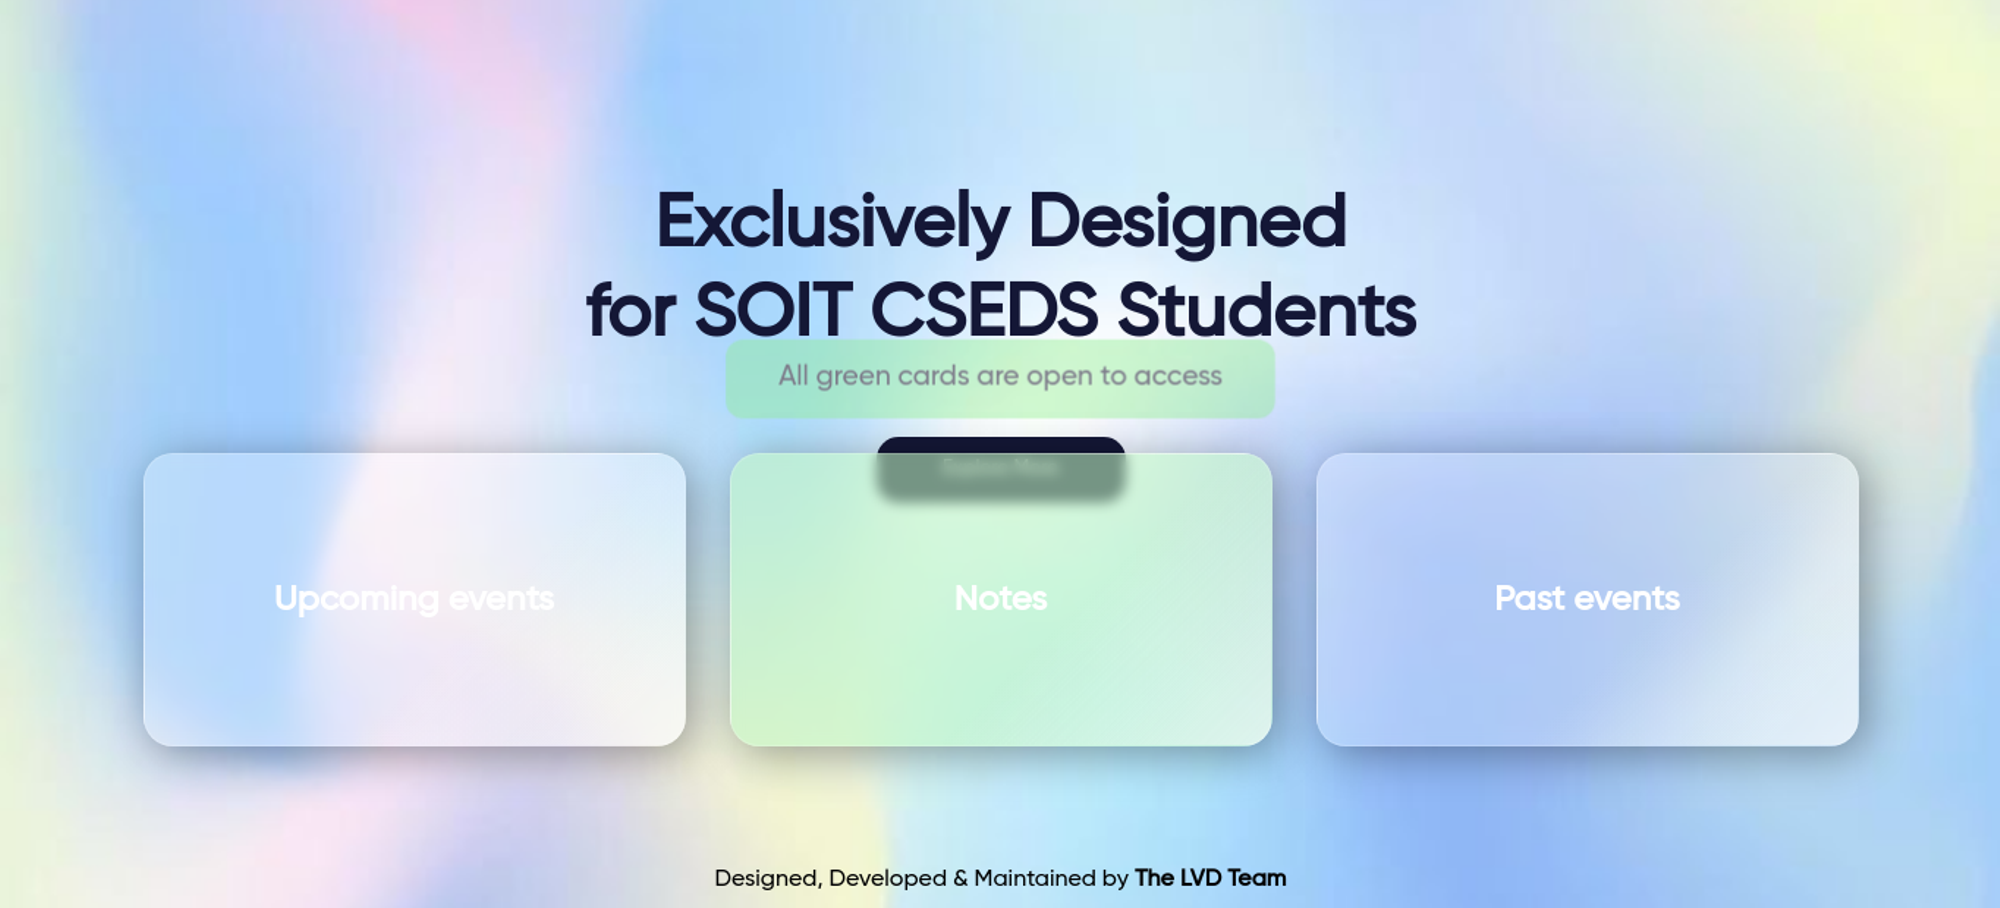 Exclusively Designed
for SOIT CSEDS Students
All green cards are open to access
Upcoming events
Notes
Past events
Designed, Developed & Maintained by The LVD Team